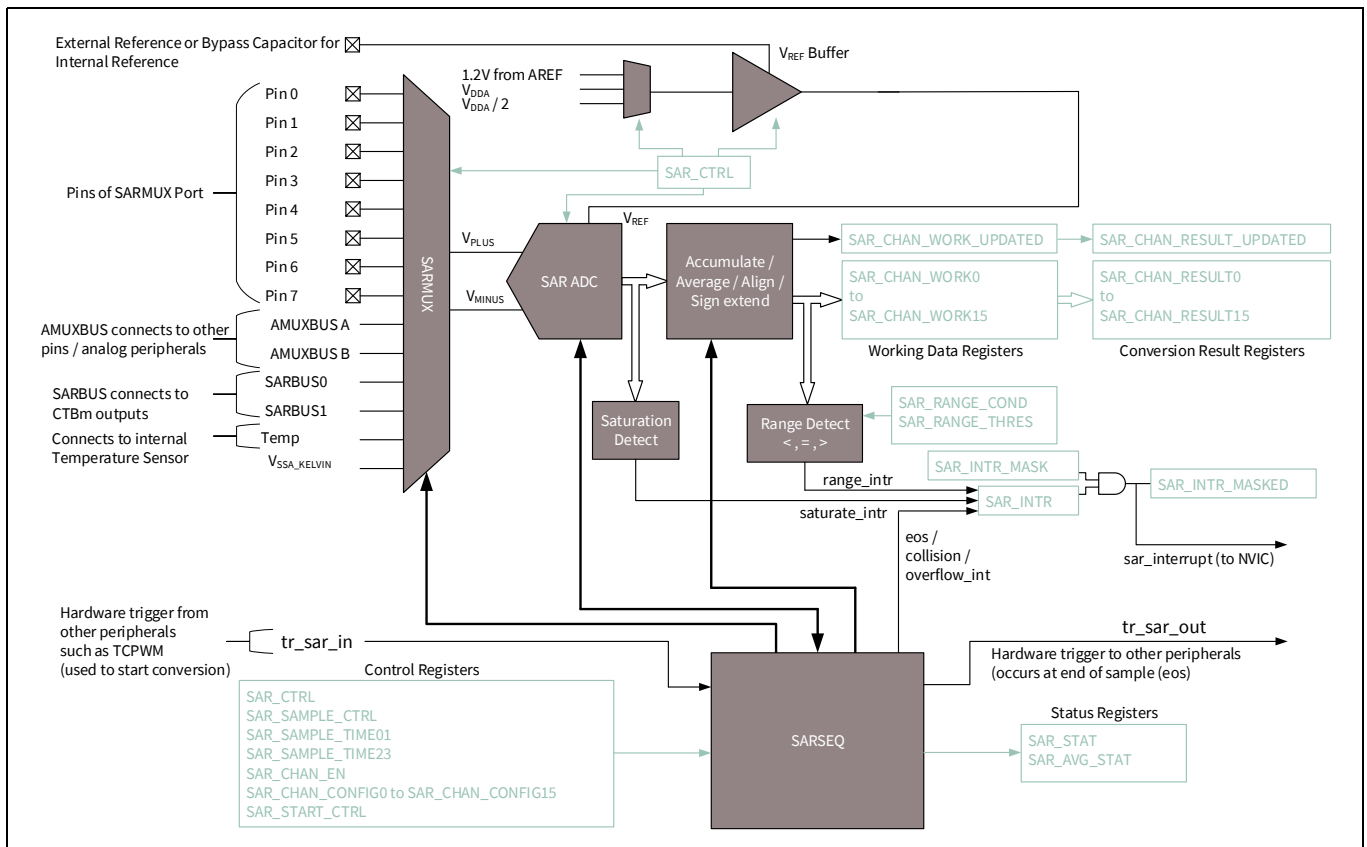 External Reference or Bypass Capacitor for
Internal Reference
VREF Buffer
1.2V from AREF
VDDA
VDDA / 2
Pin 0
Pin 1
Pin 2
Pin 3
Pin 4
Pin 5
Pin 6
Pin 7
Pins of SARMUX Port
SAR_CTRL
SARMUX
VPLUS
VMINUS
VREF
SAR ADC
Accumulate /
Average / Align /
Sign extend
SAR_CHAN_WORK_UPDATED
SAR_CHAN_RESULT_UPDATED
SAR_CHAN_WORK0
to
SAR_CHAN_WORK15
SAR_CHAN_RESULT0
to
SAR_CHAN_RESULT15
Working Data Registers
Conversion Result Registers
AMUXBUS connects to other
pins / analog peripherals
AMUXBUS A
AMUXBUS B
SARBUS connects to
CTBm outputs
SARBUS0
SARBUS1
Connects to internal
Temperature Sensor
Temp
VSSA_KELVIN
Saturation
Detect
Range Detect
< , = , >
SAR_RANGE_COND
SAR_RANGE_THRES
range_intr
saturate_intr
SAR_INTR_MASK
SAR_INTR
SAR_INTR_MASKED
eos /
collision /
overflow_int
sar_interrupt (to NVIC)
Hardware trigger from
other peripherals
such as TCPWM
(used to start conversion)
tr_sar_in
tr_sar_out
Hardware trigger to other peripherals
(occurs at end of sample (eos)
Control Registers
SAR_CTRL
SAR_SAMPLE_CTRL
SAR_SAMPLE_TIME01
SAR_SAMPLE_TIME23
SAR_CHAN_EN
SAR_CHAN_CONFIG0 to SAR_CHAN_CONFIG15
SAR_START_CTRL
SARSEQ
Status Registers
SAR_STAT
SAR_AVG_STAT